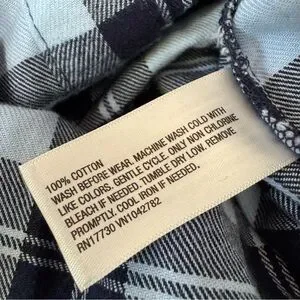 100% COTTON
WASH BEFORE WEAR. MACHINE WASH COLD WITH
LIKE COLORS. GENTLE CYCLE. ONLY NON CHLORINE
BLEACH IF NEEDED. TUMBLE DRY LOW. REMOVE
PROMPTLY. COOL IRON IF NEEDED.
RN17730 VN1042782